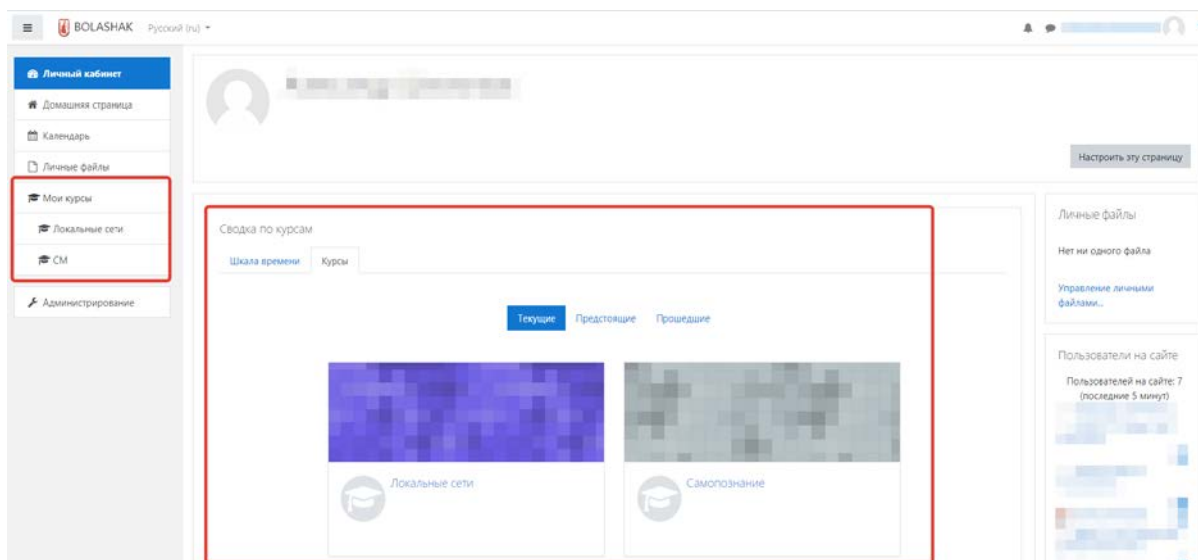 BOLASHAK Русский (ru)
Личный кабинет
Домашняя страница
Календарь
Личные файлы
Мои курсы
Локальные сети
СМ
Администрирование
Настроить эту страницу
Сводка по курсам
Шкала времени Курсы
Текущие Предстоящие Прошедшие
Локальные сети
Самопознание
Личные файлы
Нет ни одного файла
Управление личными
файлами...
Пользователи на сайте
Пользователей на сайте: 7
(последние 5 минут)